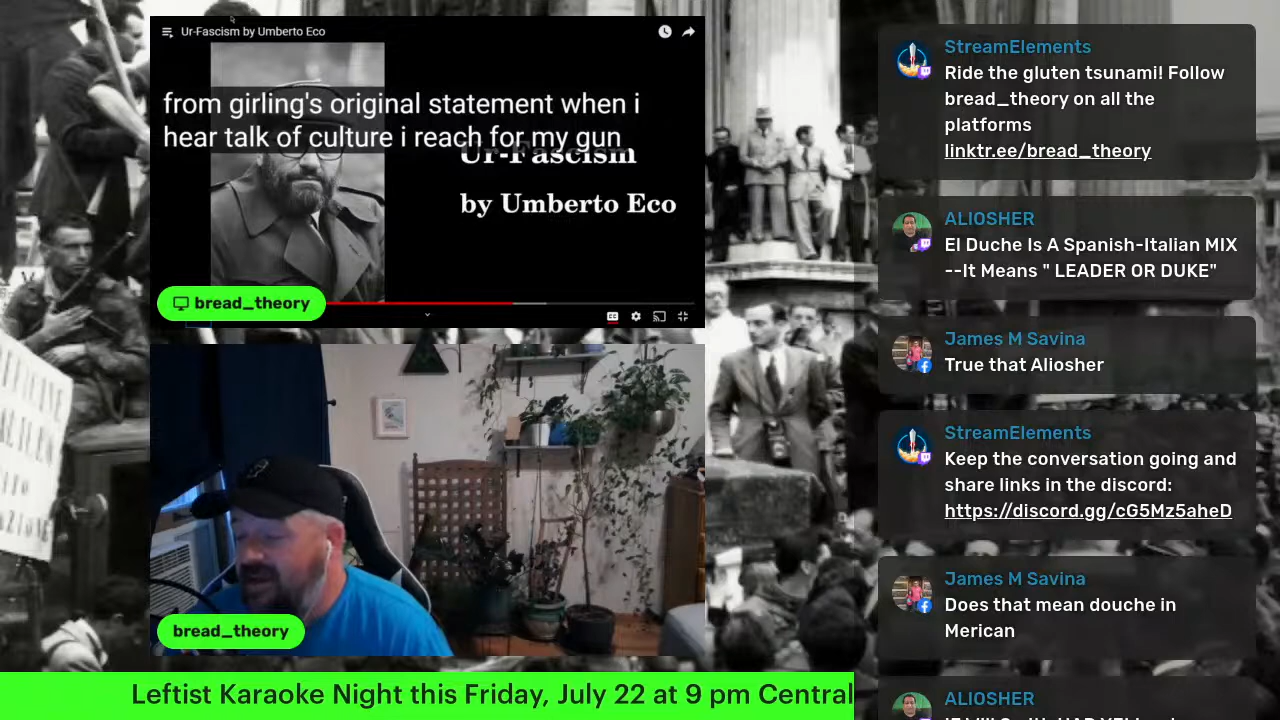 Ur-Fascism by Umberto Eco
from girling's original statement when i
hear talk of culture i reach for my gun
Ur-Fascism
by Umberto Eco
bread_theory
bread_theory
Leftist Karaoke Night this Friday, July 22 at 9 pm Central
StreamElements
Ride the gluten tsunami! Follow
bread_theory on all the
platforms
linktr.ee/bread_theory
ALIOSHER
El Duche Is A Spanish-Italian MIX
--It Means " LEADER OR DUKE"
James M Savina
True that Aliosher
StreamElements
Keep the conversation going and
share links in the discord:
https://discord.gg/cG5Mz5aheD
James M Savina
Does that mean douche in
Merican
ALIOSHER